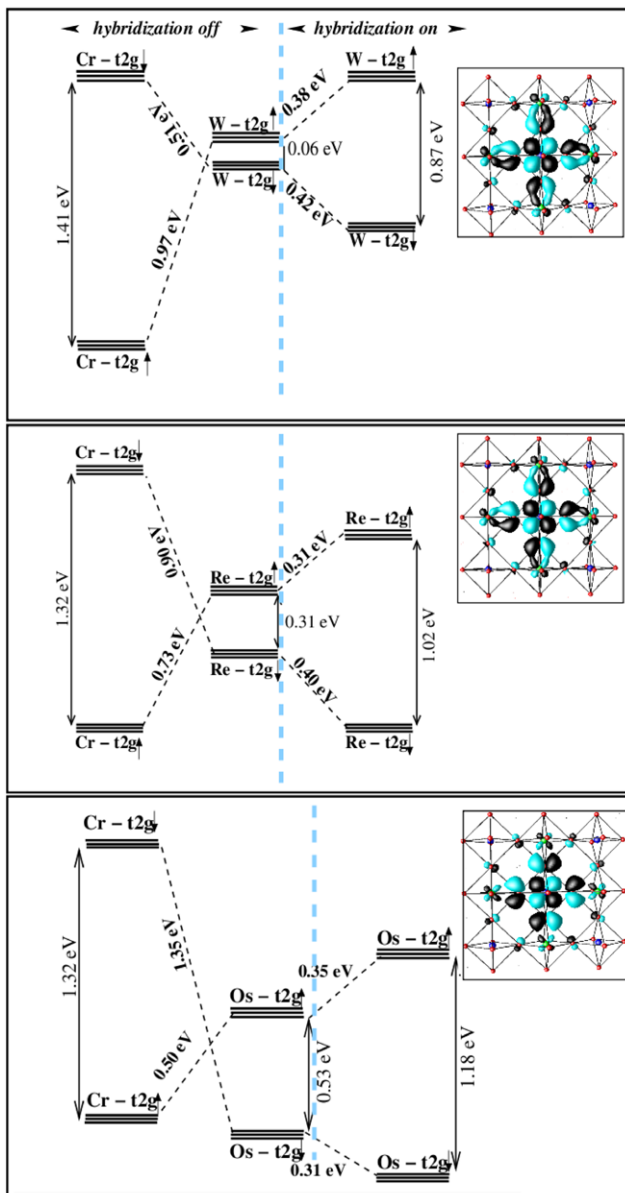 hybridization off hybridization on
Cr – t2g W – t2g
0.38 eV
0.51 eV W – t2g
0.06 eV 0.87 eV
1.41 eV W – t2g
0.97 eV 0.42 eV
W – t2g
Cr – t2g
Cr – t2g
Re – t2g
0.90 eV 0.31 eV
Re – t2g
1.32 eV 0.31 eV 1.02 eV
0.73 eV Re – t2g 0.40 eV
Cr – t2g Re – t2g
Cr – t2g
1.35 eV Os – t2g
0.35 eV
1.32 eV Os – t2g
0.50 eV 0.53 eV 1.18 eV
Cr – t2g
Os – t2g Os – t2g
0.31 eV